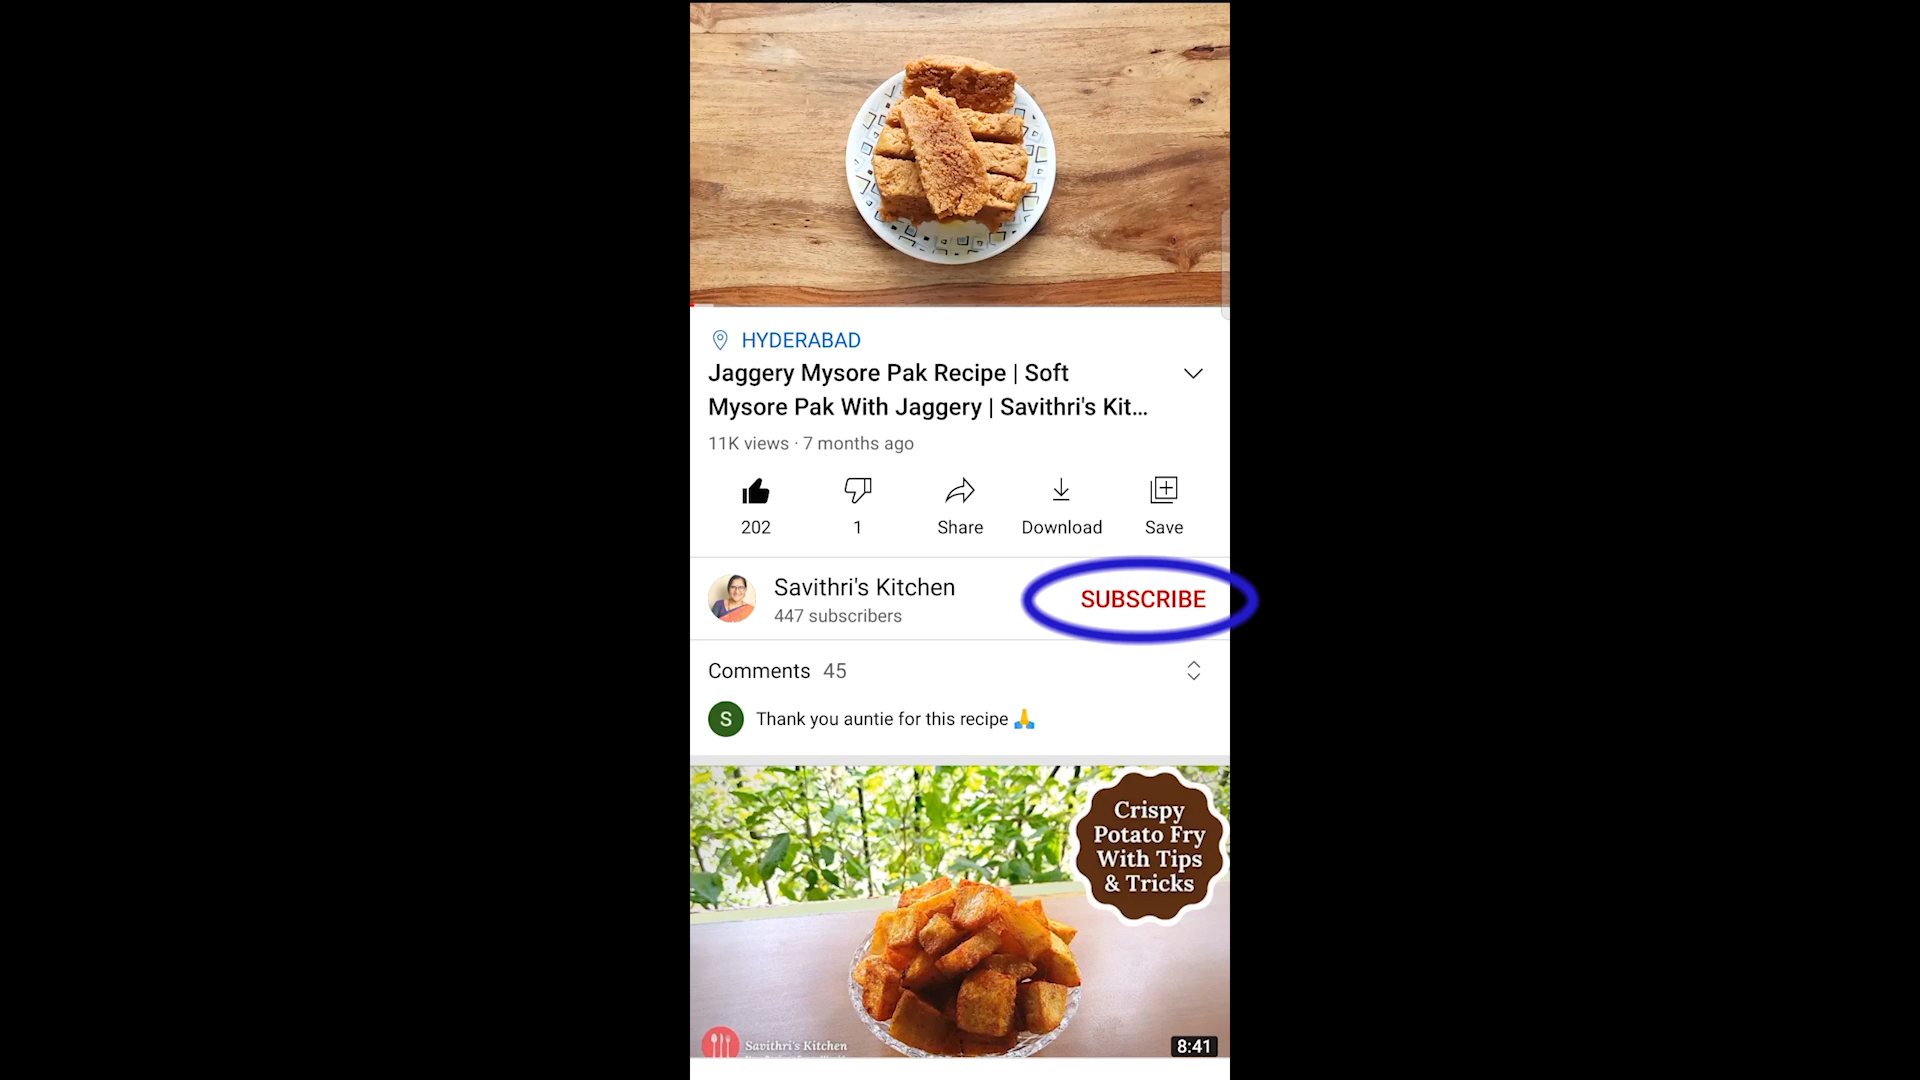 HYDERABAD
Jaggery Mysore Pak Recipe | Soft
Mysore Pak With Jaggery | Savithri's Kit...
11K views · 7 months ago
202
1
Share
Download
Save
Savithri's Kitchen
447 subscribers
SUBSCRIBE
Comments 45
S
Thank you auntie for this recipe 🙏
Crispy
Potato Fry
With Tips
& Tricks
Savithri's Kitchen
8:41